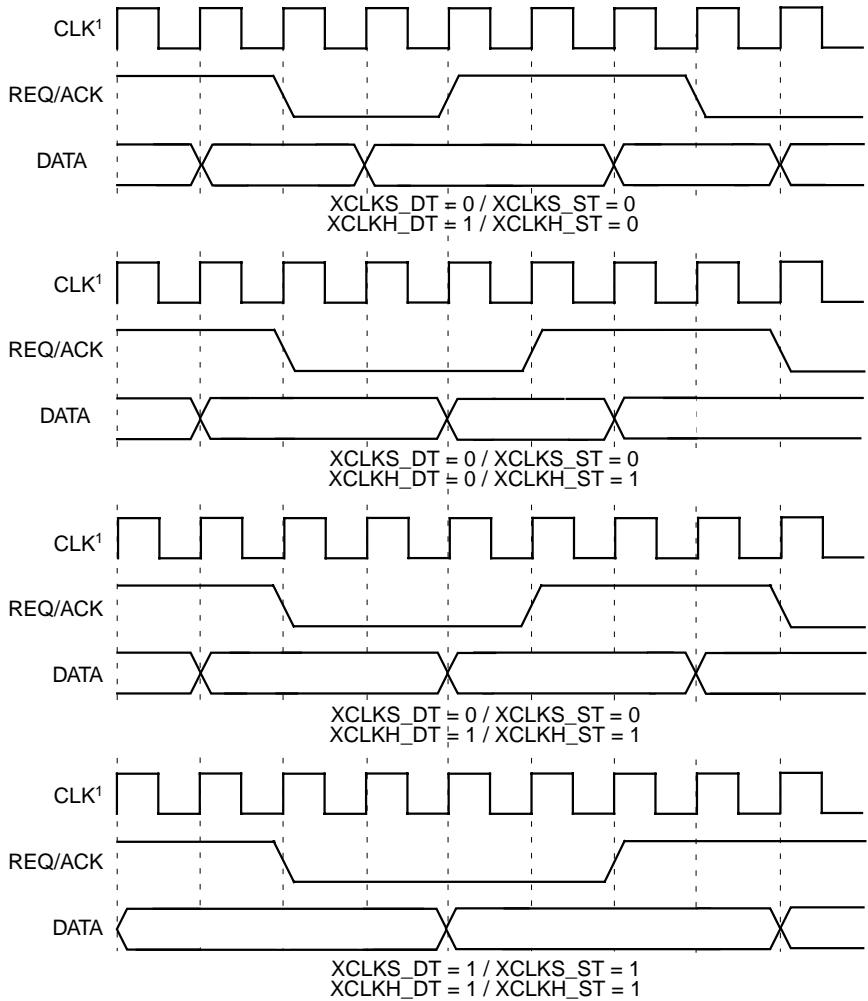 CLK¹
REQ/ACK
DATA
XCLKS_DT = 0 / XCLKS_ST = 0
XCLKH_DT = 1 / XCLKH_ST = 0
CLK¹
REQ/ACK
DATA
XCLKS_DT = 0 / XCLKS_ST = 0
XCLKH_DT = 0 / XCLKH_ST = 1
CLK¹
REQ/ACK
DATA
XCLKS_DT = 0 / XCLKS_ST = 0
XCLKH_DT = 1 / XCLKH_ST = 1
CLK¹
REQ/ACK
DATA
XCLKS_DT = 1 / XCLKS_ST = 1
XCLKH_DT = 1 / XCLKH_ST = 1